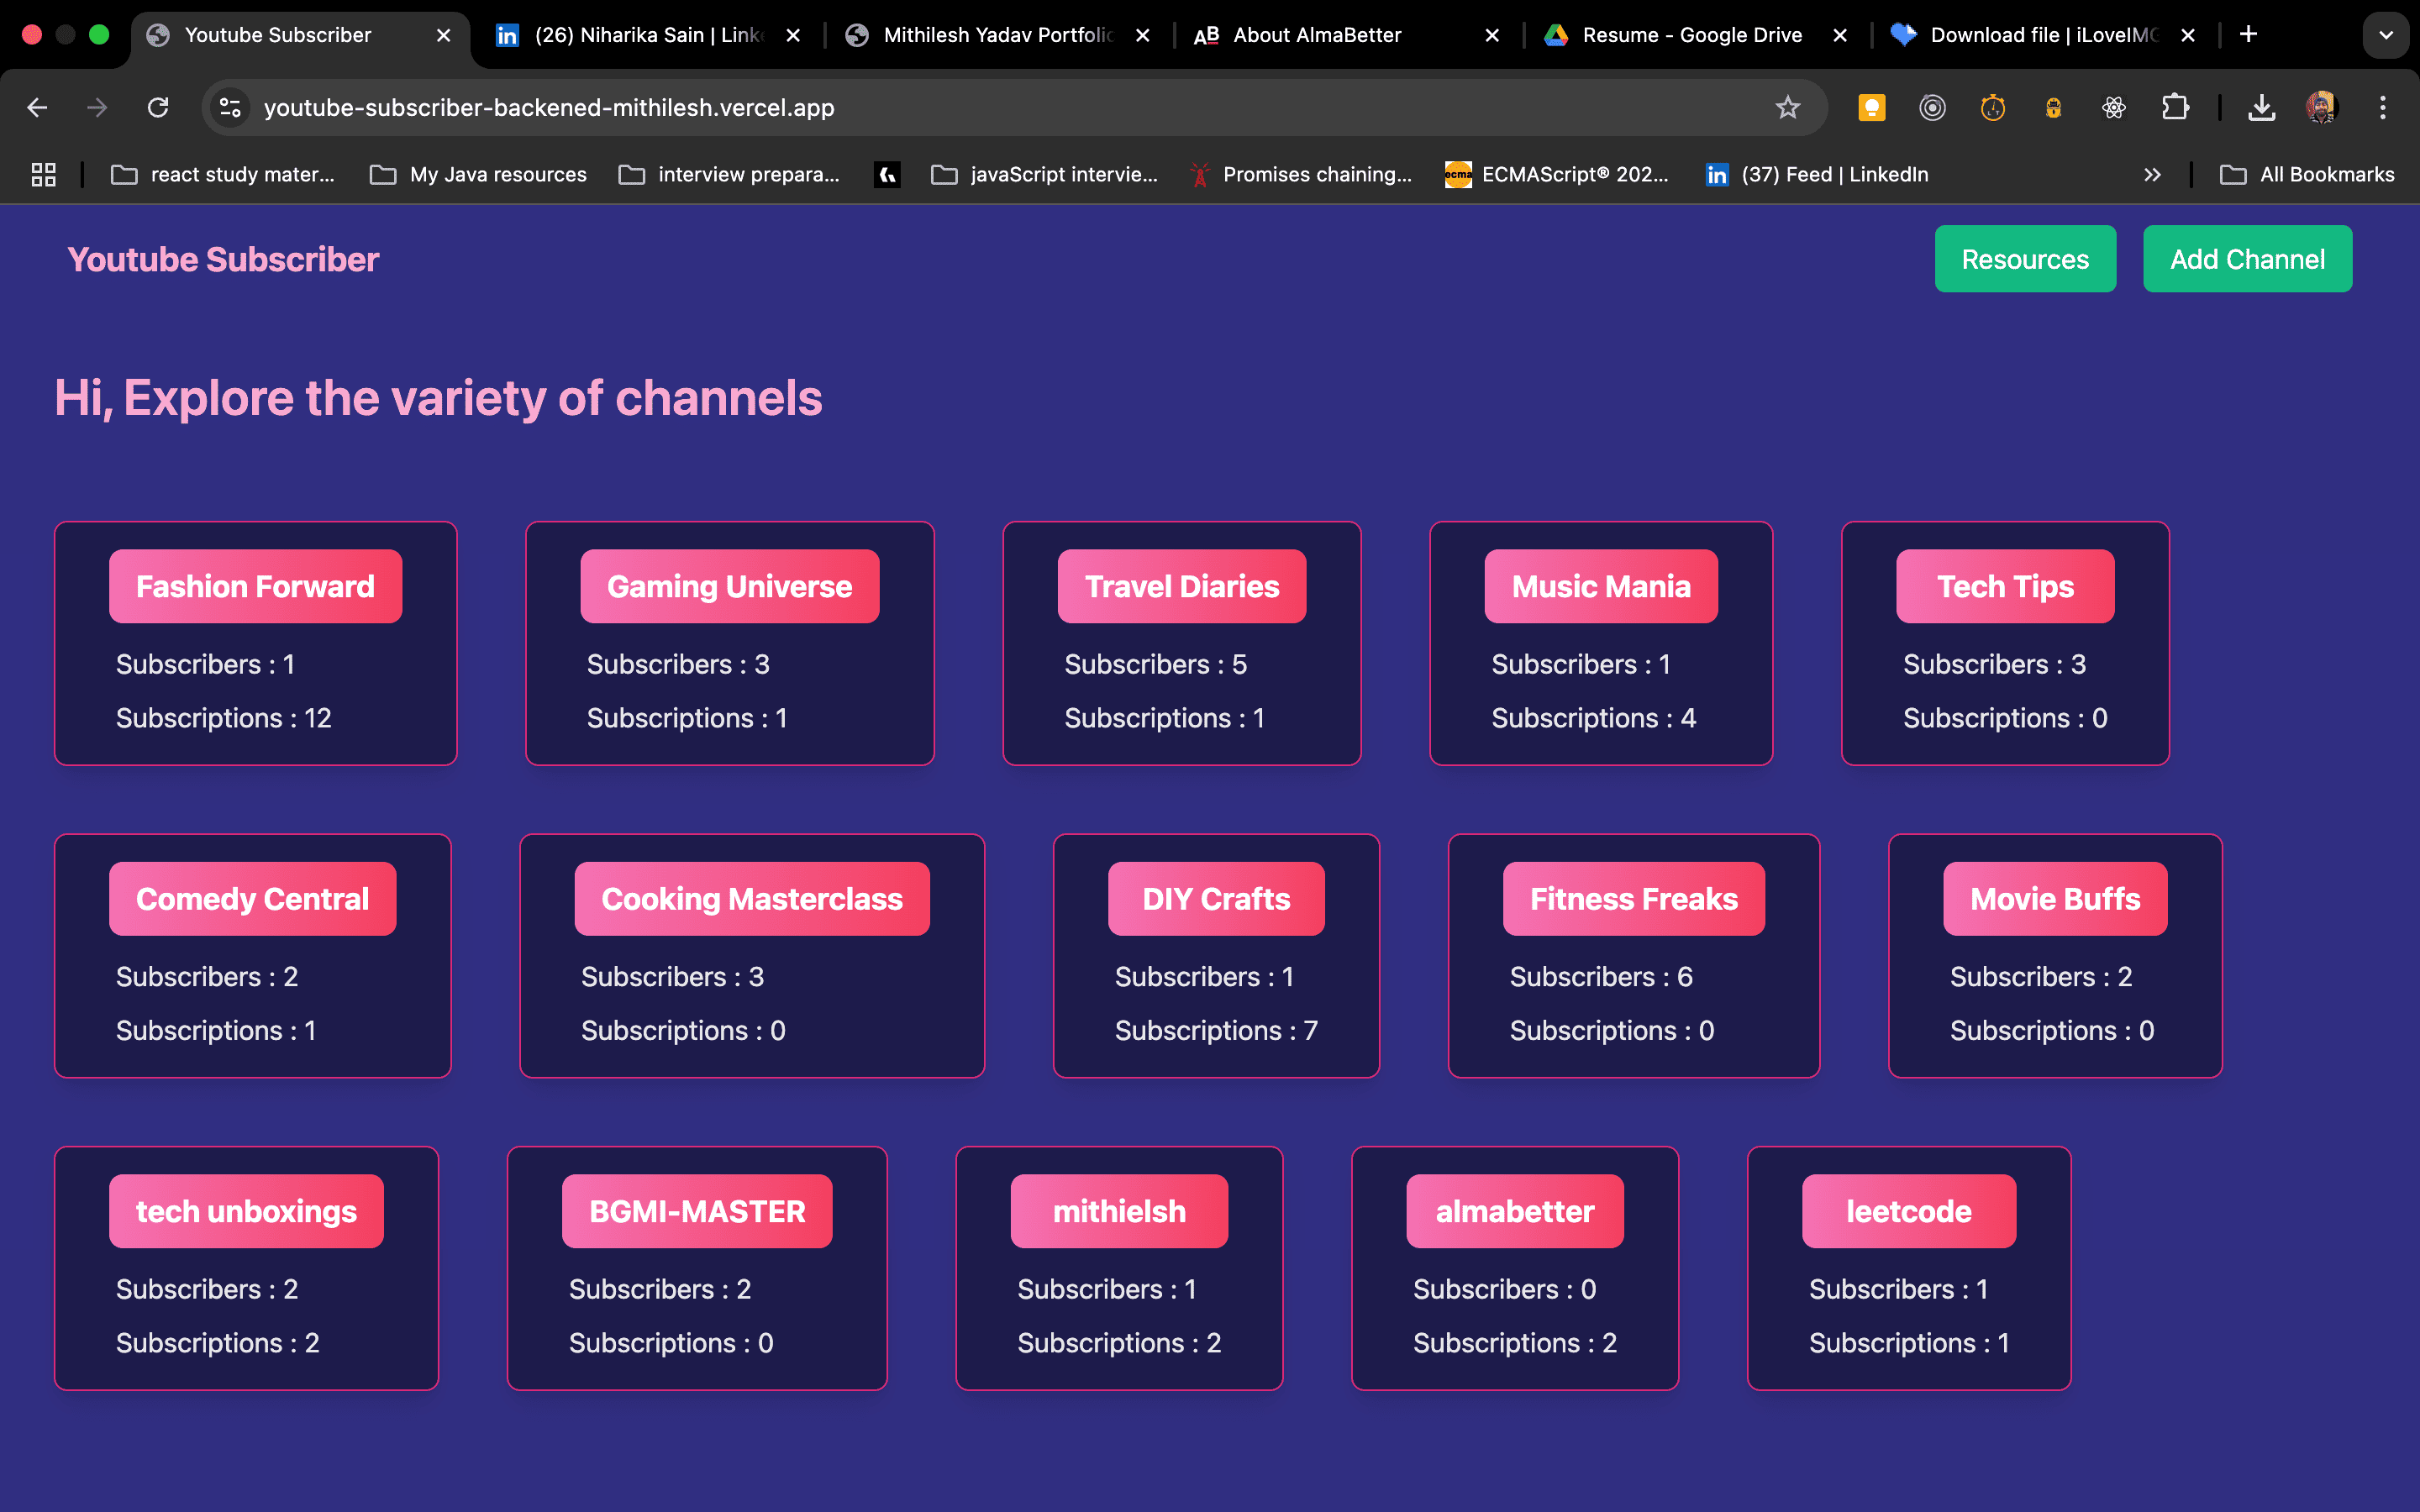 Youtube Subscriber
(26) Niharika Sain | Link
Mithilesh Yadav Portfolio
AB About AlmaBetter
Resume - Google Drive
Download file | iLoveIMG
youtube-subscriber-backened-mithilesh.vercel.app
react study mater...
My Java resources
interview prepara...
javaScript intervie...
Promises chaining...
ecma ECMAScript® 202...
(37) Feed | LinkedIn
All Bookmarks
Youtube Subscriber
Resources
Add Channel
Hi, Explore the variety of channels
Fashion Forward
Subscribers : 1
Subscriptions : 12
Gaming Universe
Subscribers : 3
Subscriptions : 1
Travel Diaries
Subscribers : 5
Subscriptions : 1
Music Mania
Subscribers : 1
Subscriptions : 4
Tech Tips
Subscribers : 3
Subscriptions : 0
Comedy Central
Subscribers : 2
Subscriptions : 1
Cooking Masterclass
Subscribers : 3
Subscriptions : 0
DIY Crafts
Subscribers : 1
Subscriptions : 7
Fitness Freaks
Subscribers : 6
Subscriptions : 0
Movie Buffs
Subscribers : 2
Subscriptions : 0
tech unboxings
Subscribers : 2
Subscriptions : 2
BGMI-MASTER
Subscribers : 2
Subscriptions : 0
mithielsh
Subscribers : 1
Subscriptions : 2
almabetter
Subscribers : 0
Subscriptions : 2
leetcode
Subscribers : 1
Subscriptions : 1